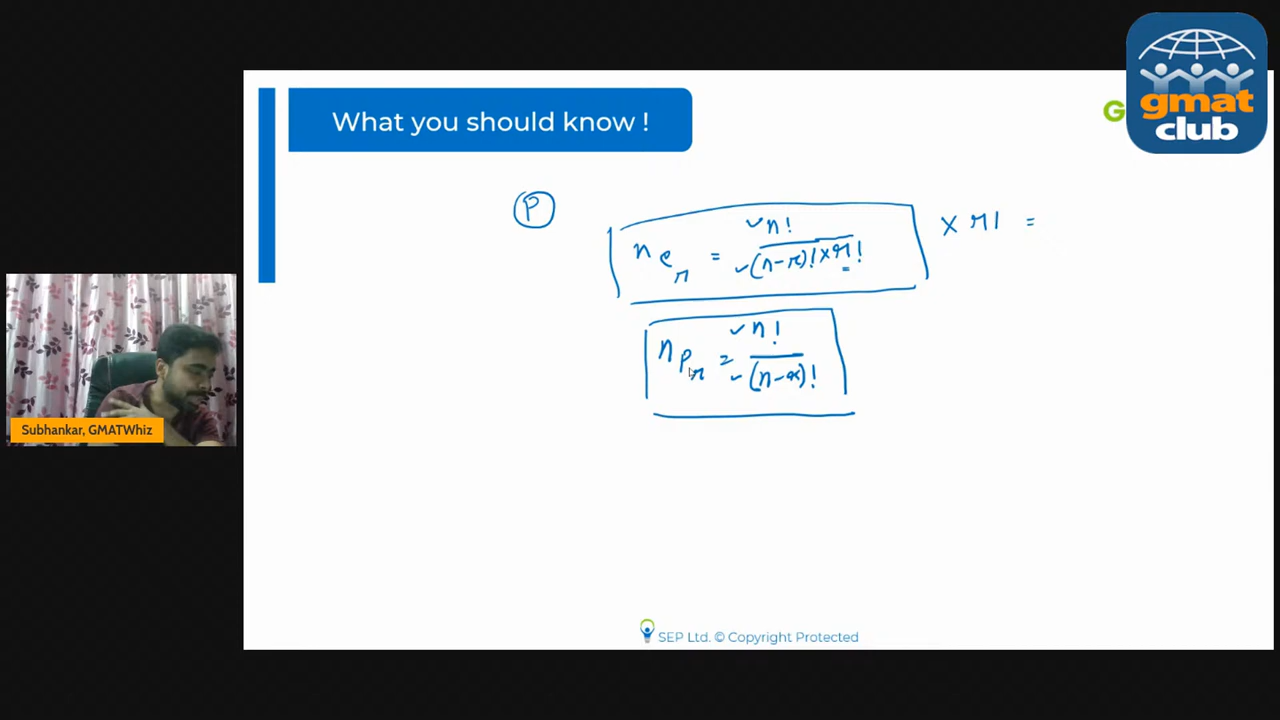 gmat club
G
What you should know !
P
nCr = n! / (n-r)! × r! × r! =
nPr = n! / (n-r)!
Subhankar, GMATWhiz
SEP Ltd. © Copyright Protected